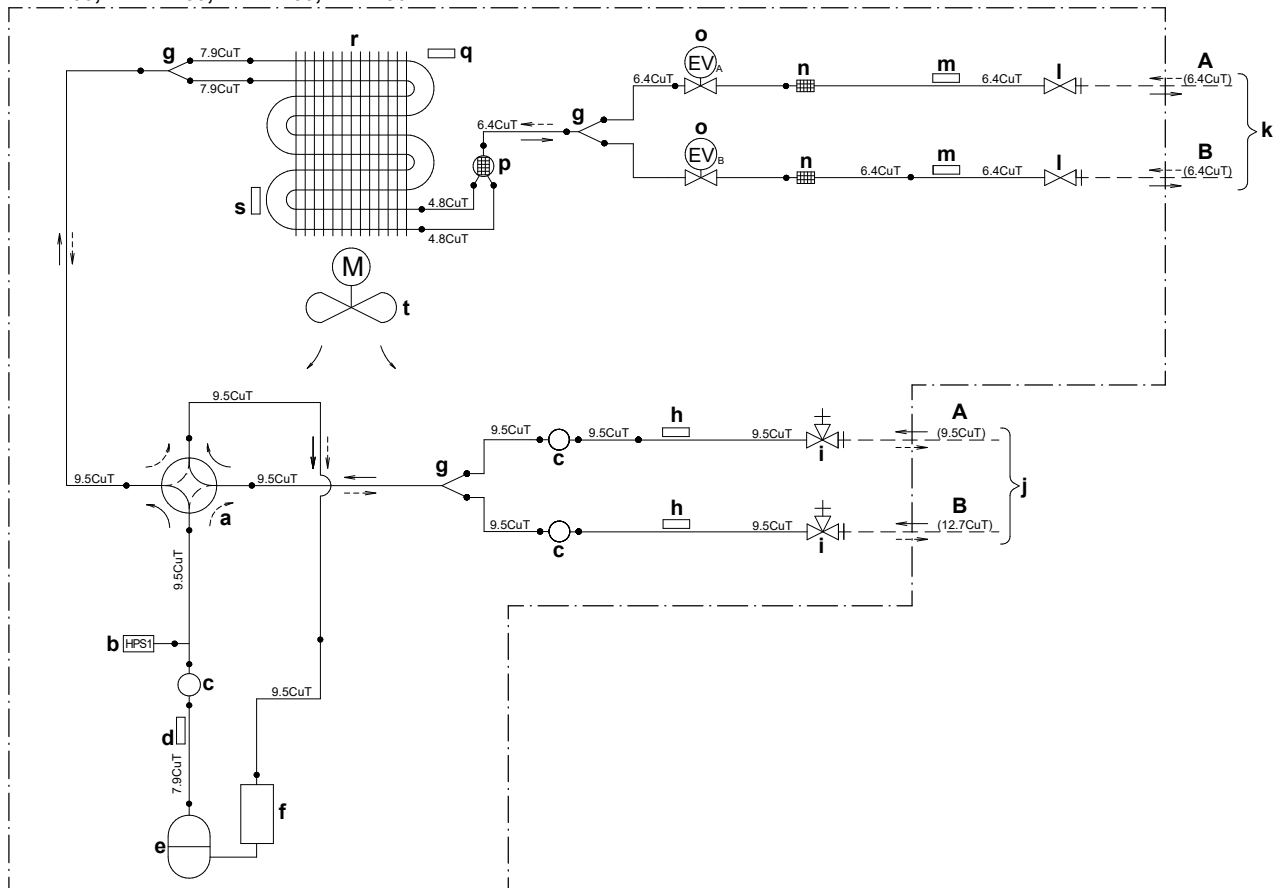 r
q
o
A
g
7.9CuT
EVA
n
m
l
6.4CuT
6.4CuT
(6.4CuT)
7.9CuT
g
k
6.4CuT
o
B
p
EVB
n
m
l
6.4CuT
6.4CuT
(6.4CuT)
s
4.8CuT
4.8CuT
M
t
9.5CuT
A
h
9.5CuT
c
9.5CuT
9.5CuT
i
(9.5CuT)
g
9.5CuT
a
9.5CuT
j
B
h
9.5CuT
c
9.5CuT
i
(12.7CuT)
9.5CuT
b
HPS1
c
9.5CuT
d
7.9CuT
f
e